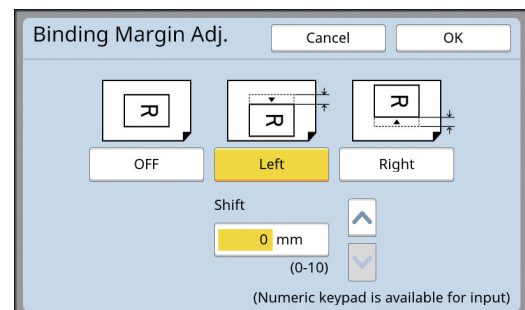 Binding Margin Adj.
Cancel
OK
R
R
R
OFF
Left
Right
Shift
0 mm
(0-10)
(Numeric keypad is available for input)